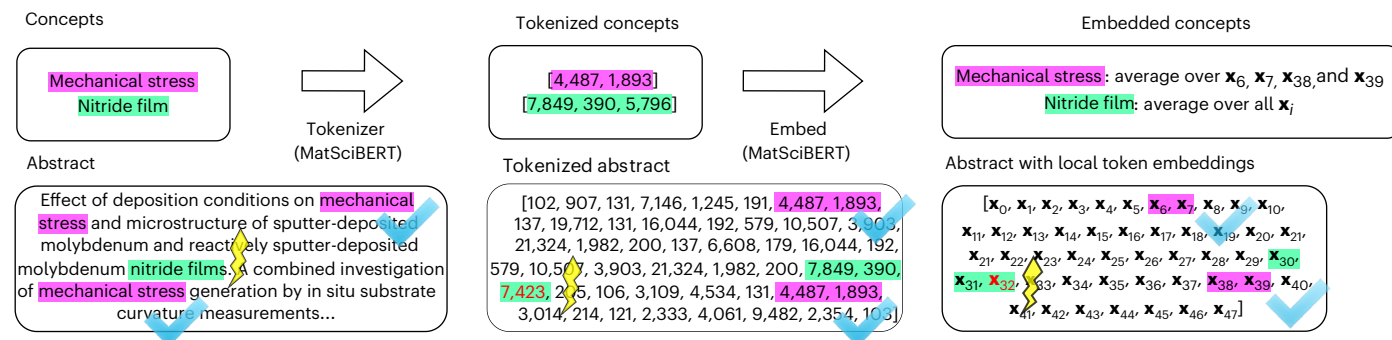 Concepts
Mechanical stress
Nitride film
Tokenizer
(MatSciBERT)
Tokenized concepts
[4,487, 1,893]
[7,849, 390, 5,796]
Embed
(MatSciBERT)
Embedded concepts
Mechanical stress: average over x6, x7, x38, and x39
Nitride film: average over all xi
Abstract
Effect of deposition conditions on mechanical
stress and microstructure of sputter-deposited
molybdenum and reactively sputter-deposited
molybdenum nitride films. A combined investigation
of mechanical stress generation by in situ substrate
curvature measurements...
Tokenized abstract
[102, 907, 131, 7,146, 1,245, 191, 4,487, 1,893,
137, 19,712, 131, 16,044, 192, 579, 10,507, 3,903,
21,324, 1,982, 200, 137, 6,608, 179, 16,044, 192,
579, 10,507, 3,903, 21,324, 1,982, 200, 7,849, 390,
7,423, 106, 3,109, 4,534, 131, 4,487, 1,893,
3,014, 214, 121, 2,333, 4,061, 9,482, 2,354, 103]
Abstract with local token embeddings
[x0, x1, x2, x3, x4, x5, x6, x7, x8, x9, x10,
x11, x12, x13, x14, x15, x16, x17, x18, x19, x20, x21,
x21, x22, x23, x24, x25, x26, x27, x28, x29, x30,
x31, x32, x33, x34, x35, x36, x37, x38, x39, x40,
x41, x42, x43, x44, x45, x46, x47]